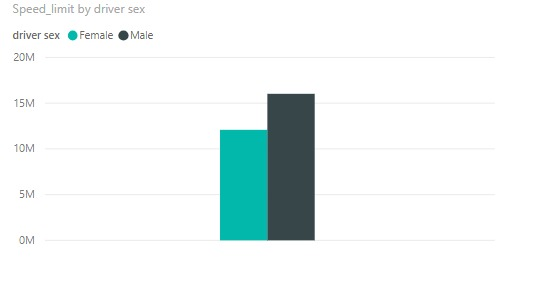 Speed_limit by driver sex
driver sex Female Male
20M
15M
10M
5M
0M